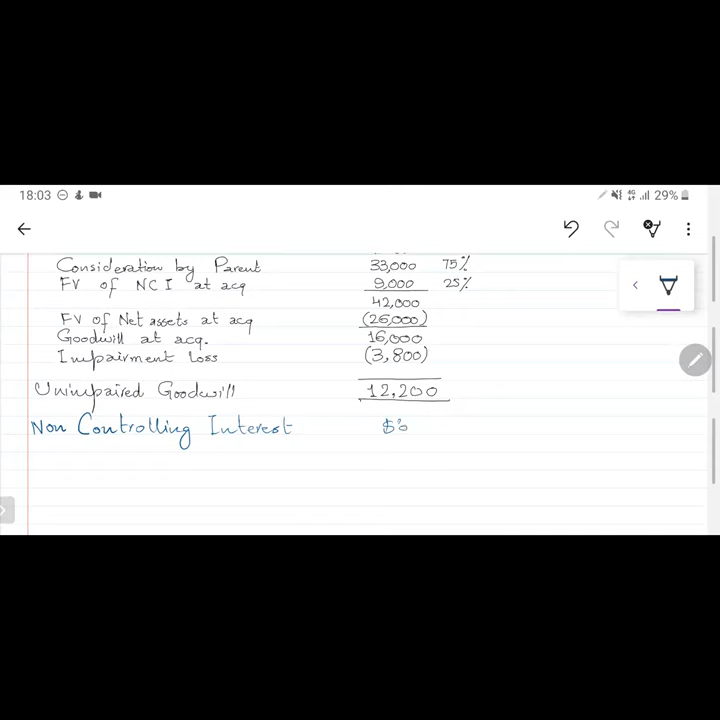 18:03 4G 29%
Consideration by Parent 33,000 75%
FV of NCI at acq 9,000 25%
42,000
FV of Net assets at acq (26,000)
Goodwill at acq. 16,000
Impairment Loss (3,800)
Unimpaired Goodwill 12,200
Non Controlling Interest